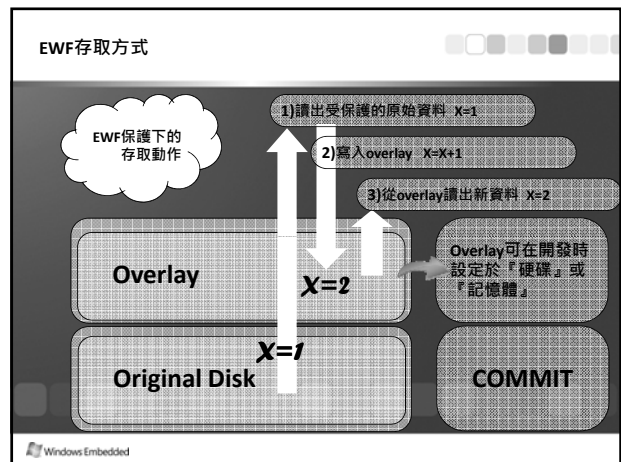 EWF存取方式
EWF保護下的
存取動作
1)讀出受保護的原始資料 X=1
2)寫入overlay X=X+1
3)從overlay讀出新資料 X=2
Overlay
X=2
Overlay可在開發時
設定於『硬碟』或
『記憶體』
X=1
Original Disk
COMMIT
Windows Embedded